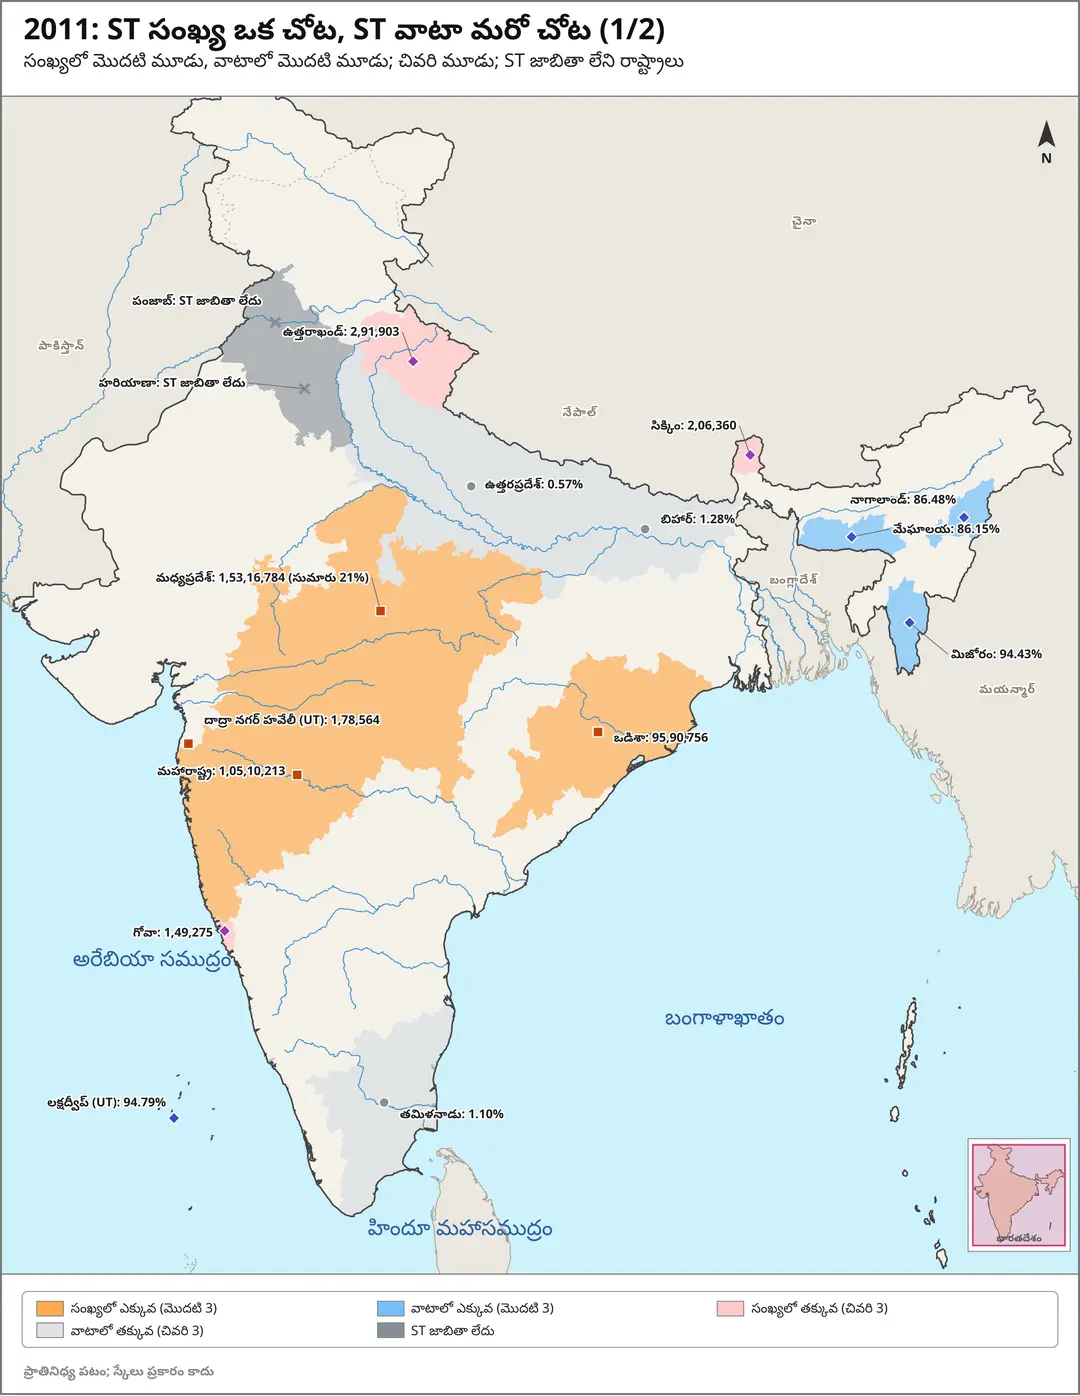 2011: ST సంఖ్య ఒక చోట, ST వాటా మరో చోట (1/2)
సంఖ్యలో మొదటి మూడు, వాటాలో మొదటి మూడు; చివరి మూడు; ST జాబితా లేని రాష్ట్రాలు
N
చైనా
పంజాబ్: ST జాబితా లేదు
ఉత్తరాఖండ్: 2,91,903
పాకిస్తాన్
హరియాణా: ST జాబితా లేదు
నేపాల్
సిక్కిం: 2,06,360
ఉత్తరప్రదేశ్: 0.57%
నాగాలాండ్: 86.48%
బిహార్: 1.28%
మేఘాలయ: 86.15%
మధ్యప్రదేశ్: 1,53,16,784 (సుమారు 21%)
బంగ్లాదేశ్
మిజోరం: 94.43%
మయన్మార్
దాద్రా నగర్ హవేలీ (UT): 1,78,564
ఒడిశా: 95,90,756
మహారాష్ట్ర: 1,05,10,213
గోవా: 1,49,275
అరేబియా సముద్రం
బంగాళాఖాతం
లక్షద్వీప్ (UT): 94.79%
తమిళనాడు: 1.10%
హిందూ మహాసముద్రం
భారతదేశం
సంఖ్యలో ఎక్కువ (మొదటి 3)
వాటాలో ఎక్కువ (మొదటి 3)
సంఖ్యలో తక్కువ (చివరి 3)
వాటాలో తక్కువ (చివరి 3)
ST జాబితా లేదు
ప్రాతినిధ్య పటం; స్కేలు ప్రకారం కాదు